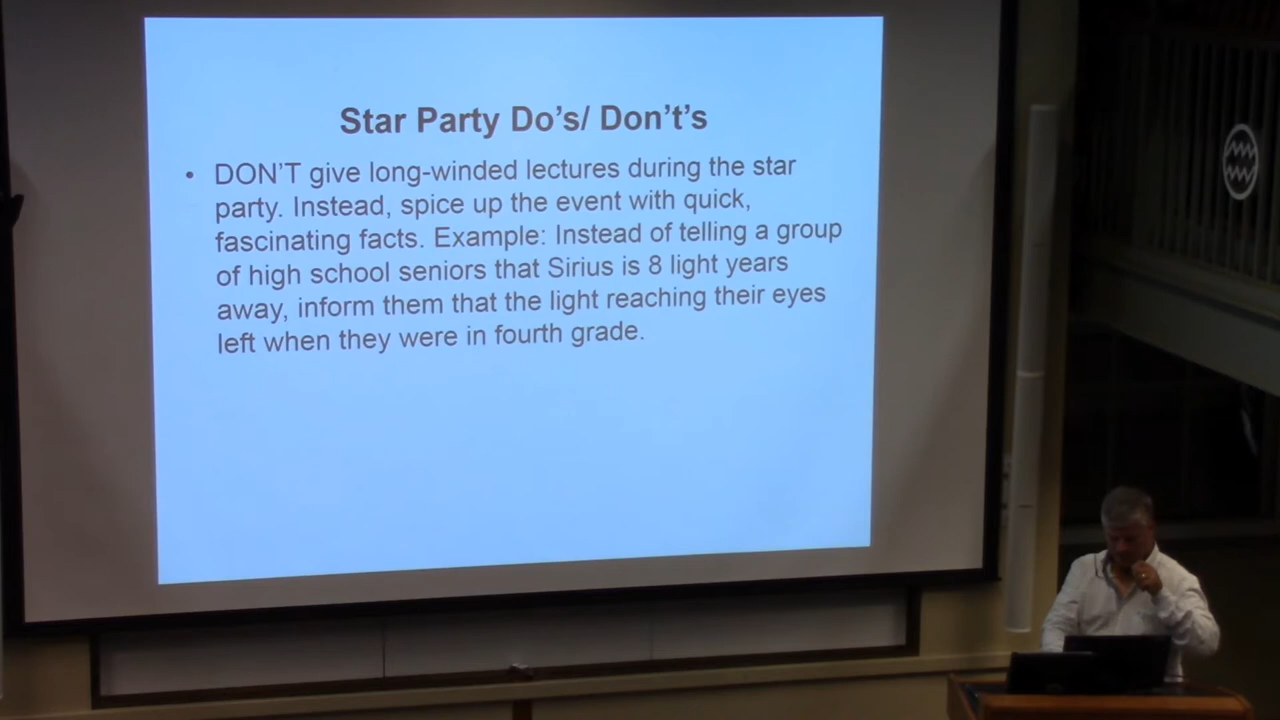 Star Party Do's/ Don't's
• DON'T give long-winded lectures during the star
party. Instead, spice up the event with quick,
fascinating facts. Example: Instead of telling a group
of high school seniors that Sirius is 8 light years
away, inform them that the light reaching their eyes
left when they were in fourth grade.